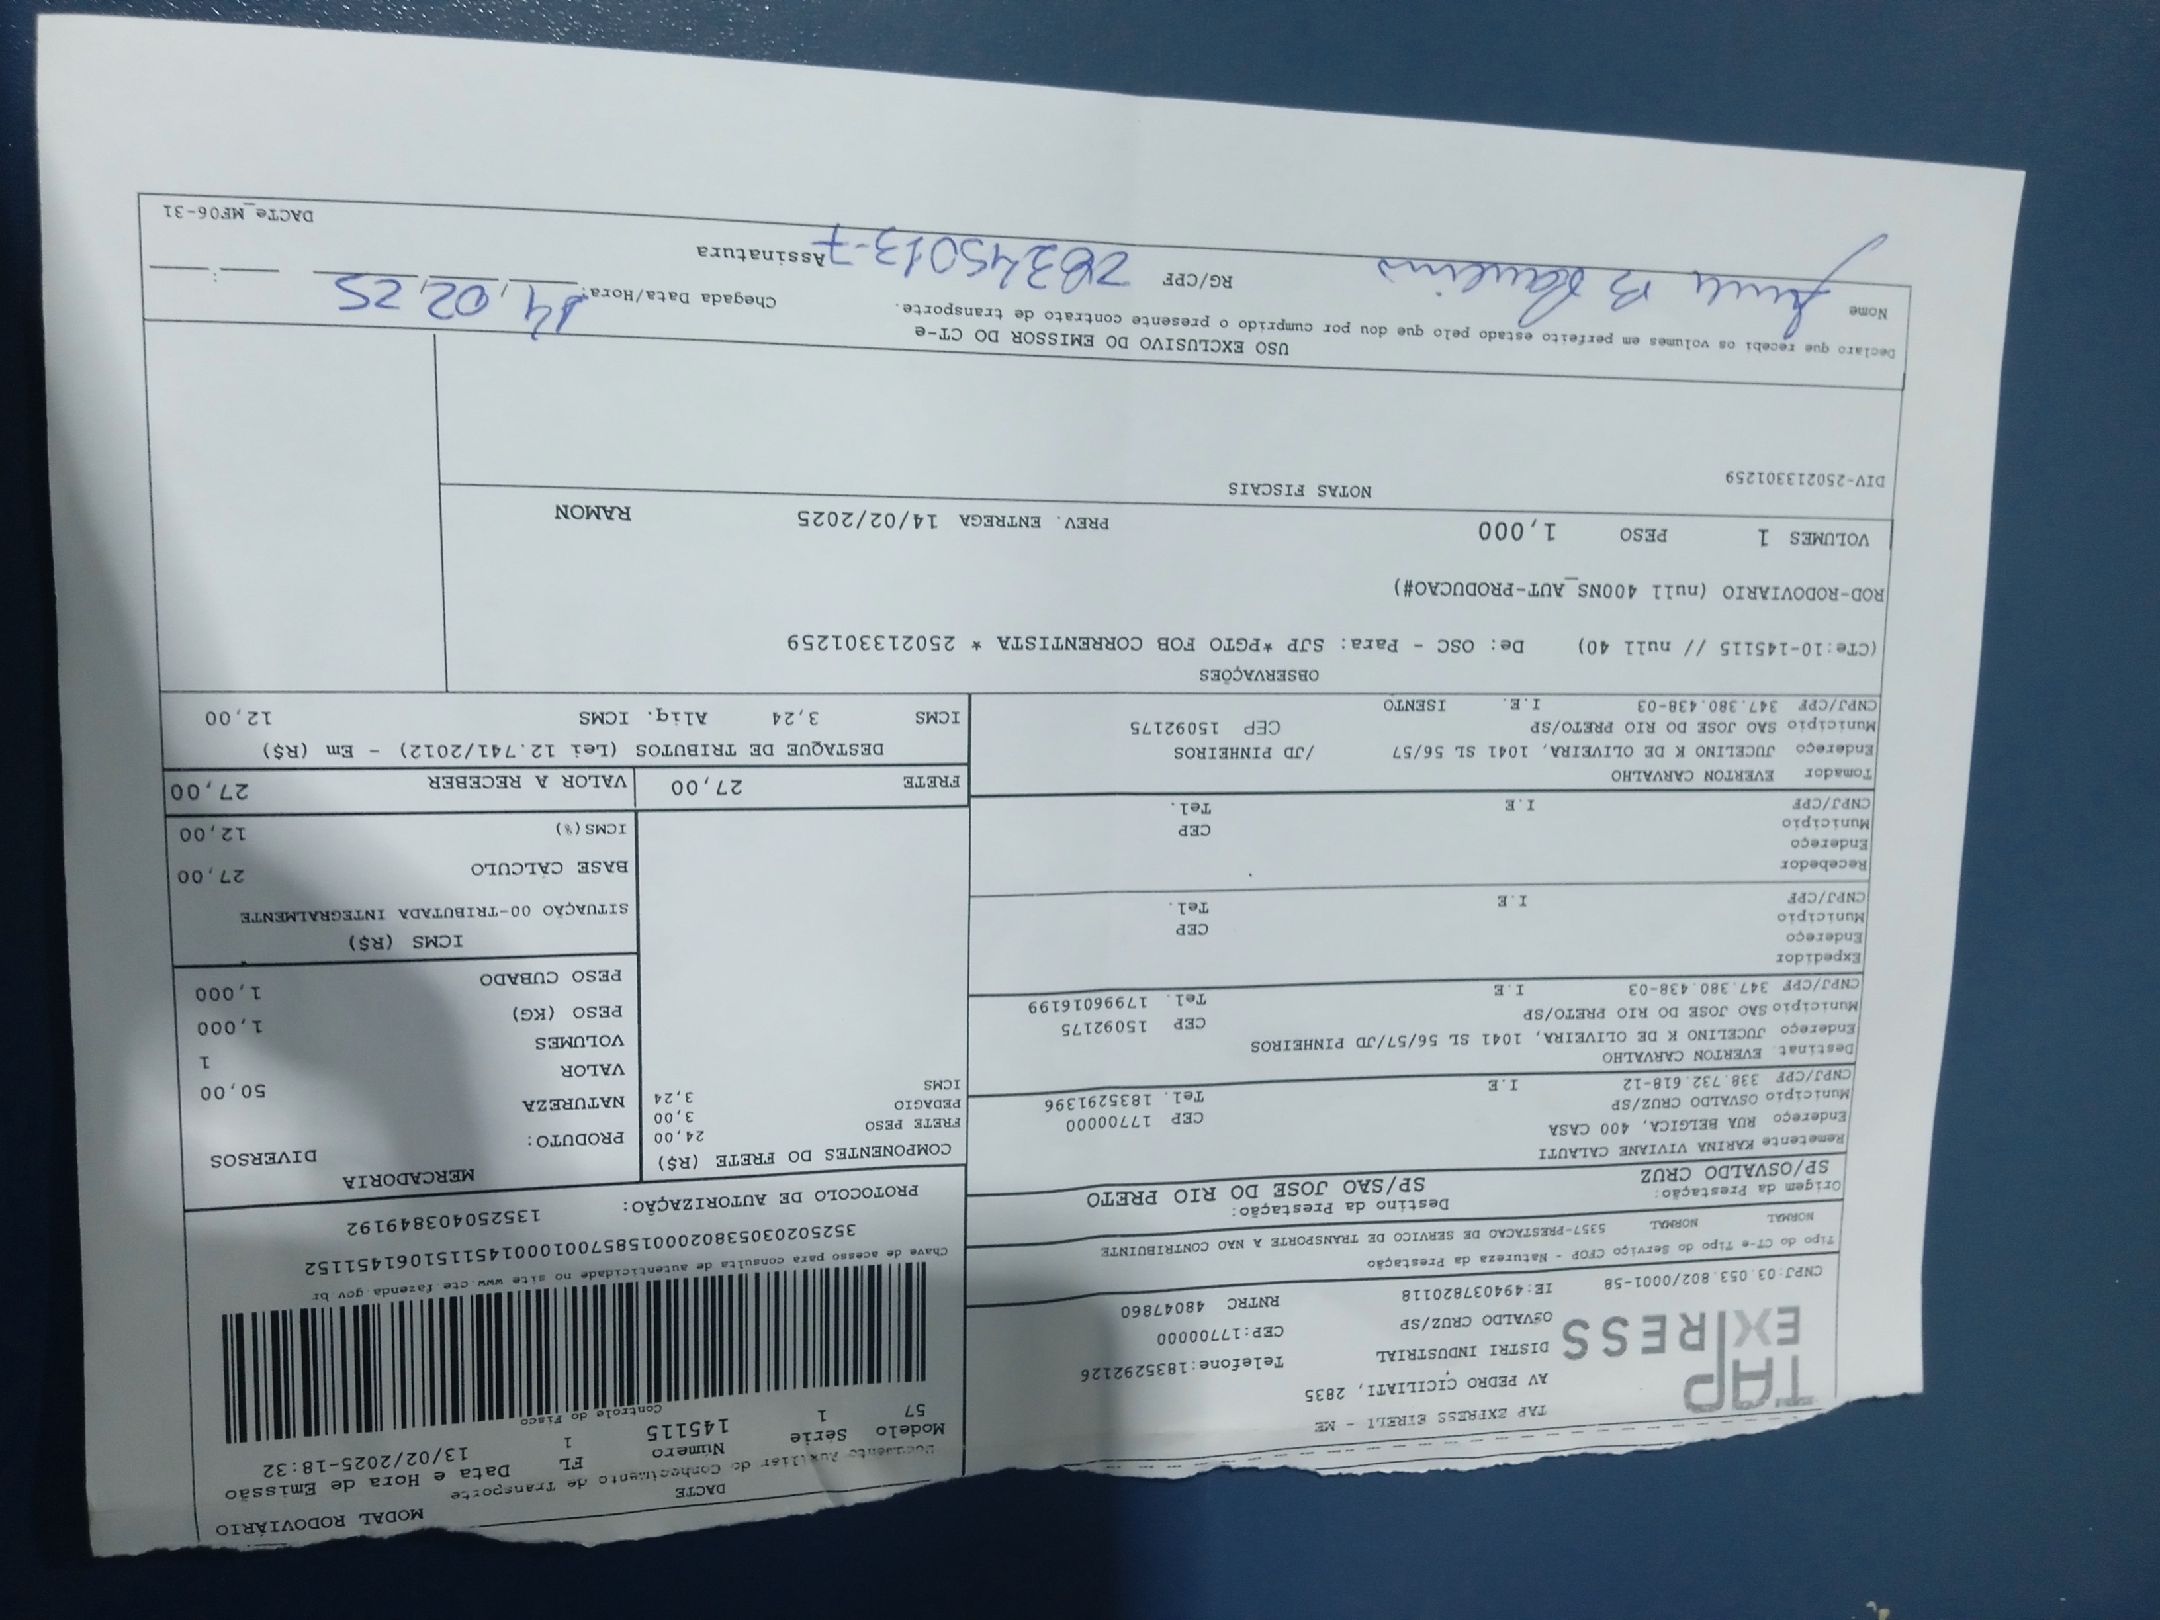 TAP
EXPRESS
TAP EXPRESS EIRELI - ME
AV PEDRO CICILIATI, 2835
DISTRI INDUSTRIAL Telefone:1835292126
OSVALDO CRUZ/SP CEP:17700000
CNPJ:03.053.802/0001-58 IE:494037820118 RNTRC 48047860
Tipo do CT-e Tipo do Serviço CFOP - Natureza da Prestação
NORMAL NORMAL 5357-PRESTACAO DE SERVICO DE TRANSPORTE A NAO CONTRIBUINTE
Origem da Prestação: Destino da Prestação:
SP/OSVALDO CRUZ SP/SAO JOSE DO RIO PRETO
DACTE MODAL RODOVIÁRIO
Documento Auxiliar do Conhecimento de Transporte
Modelo Série Numero FL Data e Hora de Emissão
57 1 145115 1 13/02/2025-18:32
Controle do Fisco
Chave de acesso para consulta de autenticidade no site www.cte.fazenda.gov.br
35250203053802000158570010001451151061451152
PROTOCOLO DE AUTORIZAÇÃO: 135250403849192
Remetente KARINA VIVIANE CALAUTI
Endereço RUA BELGICA, 400 CASA
Município OSVALDO CRUZ/SP CEP 17700000
CNPJ/CPF 338.732.618-12 I.E Tel. 1835291396
Destinat. EVERTON CARVALHO
Endereço JUCELINO K DE OLIVEIRA, 1041 SL 56/57/JD PINHEIROS
Município SAO JOSE DO RIO PRETO/SP CEP 15092175
CNPJ/CPF 347.380.438-03 I.E Tel. 17996016199
Expedidor
Endereço
Município CEP
CNPJ/CPF I.E Tel.
Recebedor
Endereço
Município CEP
CNPJ/CPF I.E Tel.
Tomador EVERTON CARVALHO
Endereço JUCELINO K DE OLIVEIRA, 1041 SL 56/57 /JD PINHEIROS
Município SAO JOSE DO RIO PRETO/SP CEP 15092175
CNPJ/CPF 347.380.438-03 I.E. ISENTO
COMPONENTES DO FRETE (R$)
FRETE PESO 24,00
PEDAGIO 3,00
ICMS 3,24
MERCADORIA
PRODUTO: DIVERSOS
NATUREZA
VALOR 50,00
VOLUMES 1
PESO (KG) 1,000
PESO CUBADO 1,000
ICMS (R$)
SITUAÇÃO 00-TRIBUTADA INTEGRALMENTE
BASE CÁLCULO 27,00
ICMS(%) 12,00
FRETE 27,00 VALOR A RECEBER 27,00
DESTAQUE DE TRIBUTOS (Lei 12.741/2012) - Em (R$)
ICMS 3,24 Aliq. ICMS 12,00
OBSERVAÇÕES
(CTe:10-145115 // null 40) De: OSC - Para: SJP *PGTO FOB CORRENTISTA * 250213301259
ROD-RODOVIARIO (null 400NS_AUT-PRODUCAO#)
VOLUMES 1 PESO 1,000 PREV. ENTREGA 14/02/2025 RAMON
NOTAS FISCAIS
DIV-250213301259
USO EXCLUSIVO DO EMISSOR DO CT-e
Declaro que recebi os volumes em perfeito estado pelo que dou por cumprido o presente contrato de transporte.
Chegada Data/Hora: 14,02,25
Nome RG/CPF 28345013-7 Assinatura
DACTe_MF06-31